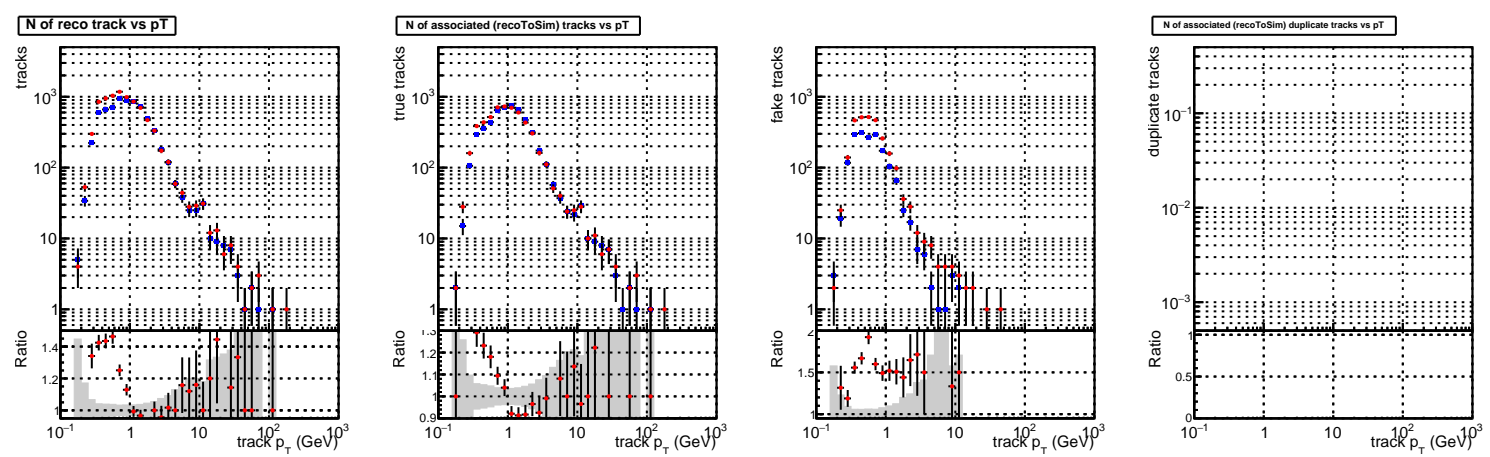 N of reco track vs pT
tracks
10³
10²
10
1
Ratio
1.4
1.2
1
10⁻¹ 1 10 10² 10³
track p_T (GeV)
N of associated (recoToSim) tracks vs pT
true tracks
10³
10²
10
1
Ratio
1.3
1.2
1.1
1
0.9
10⁻¹ 1 10 10² 10³
track p_T (GeV)
fake tracks
10³
10²
10
1
Ratio
2
1.5
1
10⁻¹ 1 10 10² 10³
track p_T (GeV)
N of associated (recoToSim) duplicate tracks vs pT
duplicate tracks
10⁻¹
10⁻²
10⁻³
Ratio
1
0.5
0
10⁻¹ 1 10 10² 10³
track p_T (GeV)